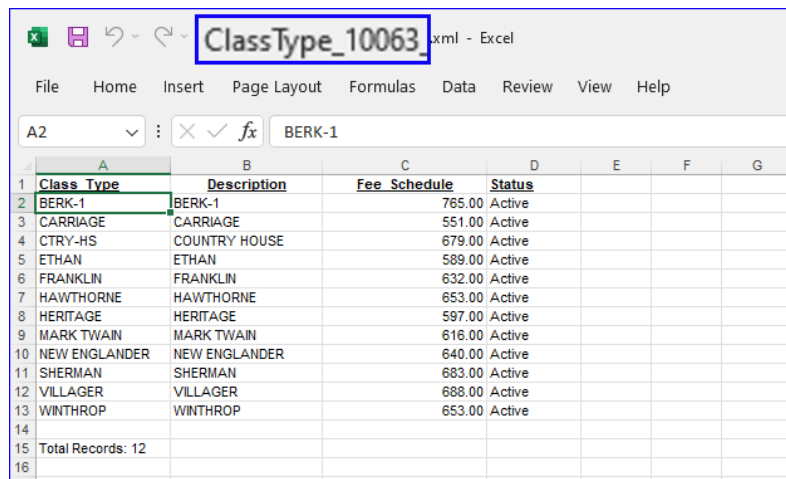 ClassType_10063_.xml - Excel
File Home Insert Page Layout Formulas Data Review View Help
A2 fx BERK-1
A B C D E F G
1 Class_Type Description Fee_Schedule Status
2 BERK-1 BERK-1 765.00 Active
3 CARRIAGE CARRIAGE 551.00 Active
4 CTRY-HS COUNTRY HOUSE 679.00 Active
5 ETHAN ETHAN 589.00 Active
6 FRANKLIN FRANKLIN 632.00 Active
7 HAWTHORNE HAWTHORNE 653.00 Active
8 HERITAGE HERITAGE 597.00 Active
9 MARK TWAIN MARK TWAIN 616.00 Active
10 NEW ENGLANDER NEW ENGLANDER 640.00 Active
11 SHERMAN SHERMAN 683.00 Active
12 VILLAGER VILLAGER 688.00 Active
13 WINTHROP WINTHROP 653.00 Active
14
15 Total Records: 12
16